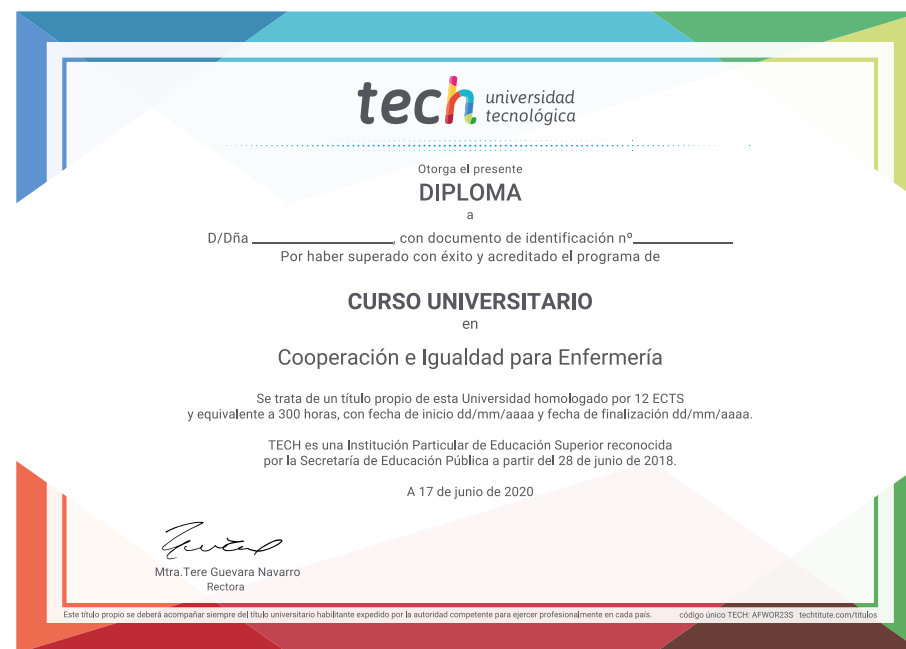 tech universidad
tecnológica
Otorga el presente
DIPLOMA
a
D/Dña ____________________, con documento de identificación nº______________
Por haber superado con éxito y acreditado el programa de
CURSO UNIVERSITARIO
en
Cooperación e Igualdad para Enfermería
Se trata de un título propio de esta Universidad homologado por 12 ECTS
y equivalente a 300 horas, con fecha de inicio dd/mm/aaaa y fecha de finalización dd/mm/aaaa.
TECH es una Institución Particular de Educación Superior reconocida
por la Secretaría de Educación Pública a partir del 28 de junio de 2018.
A 17 de junio de 2020
Mtra.Tere Guevara Navarro
Rectora
Este título propio se deberá acompañar siempre del título universitario habilitante expedido por la autoridad competente para ejercer profesionalmente en cada país. código único TECH: AFWOR23S techtitute.com/titulos